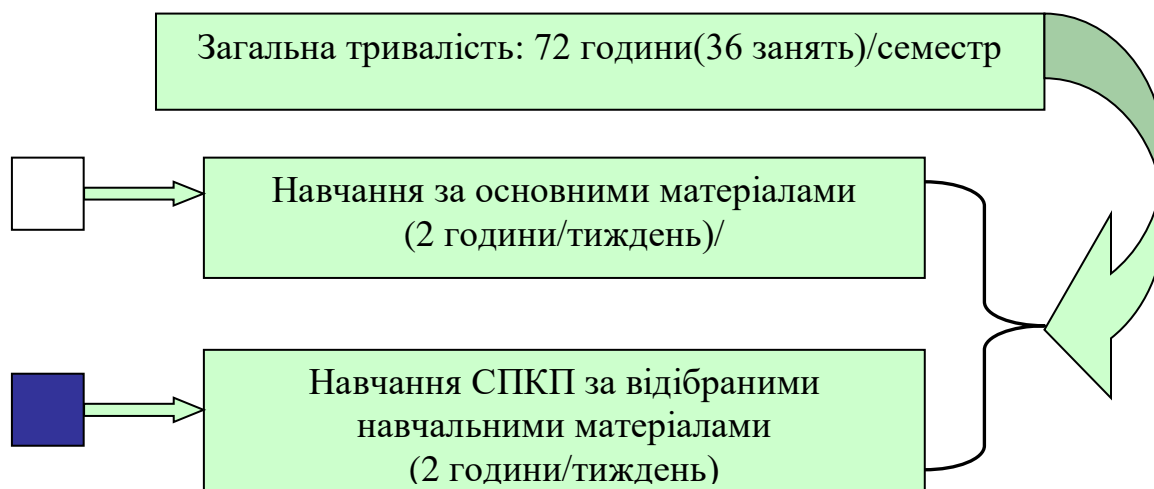 Загальна тривалість: 72 години(36 занять)/семестр
Навчання за основними матеріалами
(2 години/тиждень)/
Навчання СПКП за відібраними
навчальними матеріалами
(2 години/тиждень)